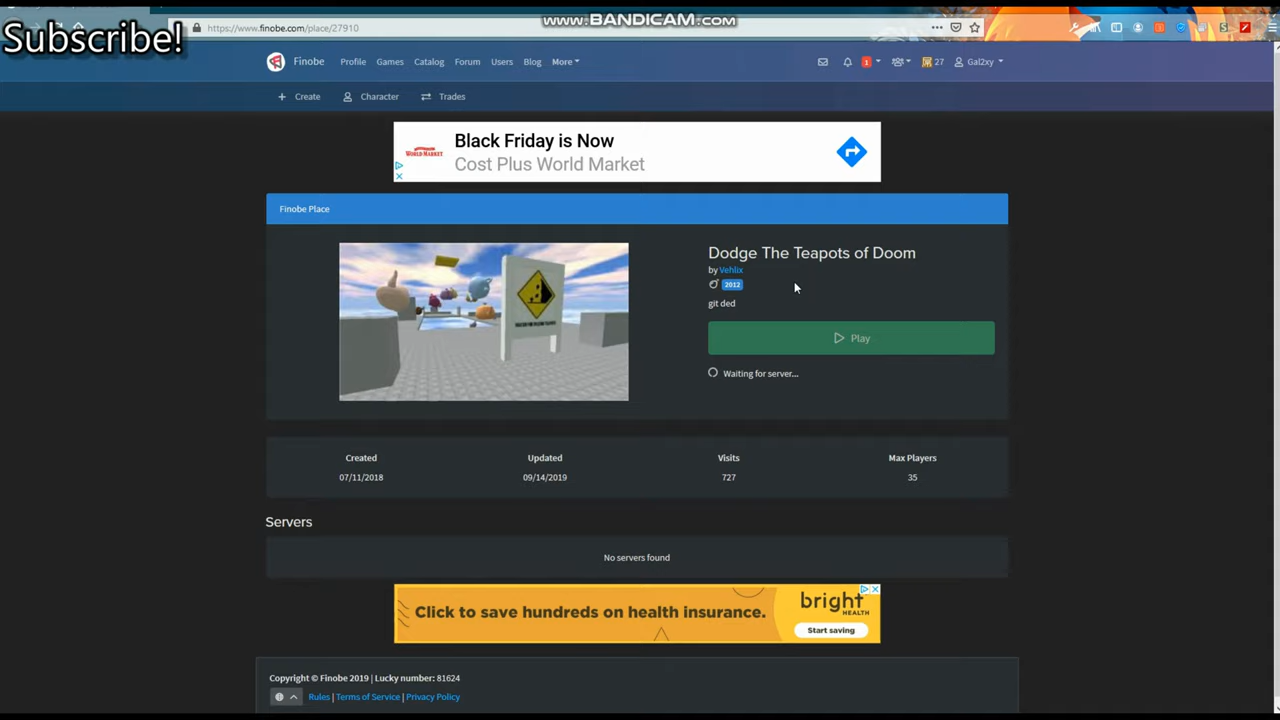 www.BANDICAM.com
Subscribe!
https://www.finobe.com/place/27910
Finobe Profile Games Catalog Forum Users Blog More 1 27 Gal2xy
Create Character Trades
WORLD MARKET
Black Friday is Now
Cost Plus World Market
Finobe Place
Dodge The Teapots of Doom
by Vehlix
2012
git ded
Play
Waiting for server...
Created Updated Visits Max Players
07/11/2018 09/14/2019 727 35
Servers
No servers found
Click to save hundreds on health insurance.
bright
HEALTH
Start saving
Copyright © Finobe 2019 | Lucky number: 81624
Rules | Terms of Service | Privacy Policy